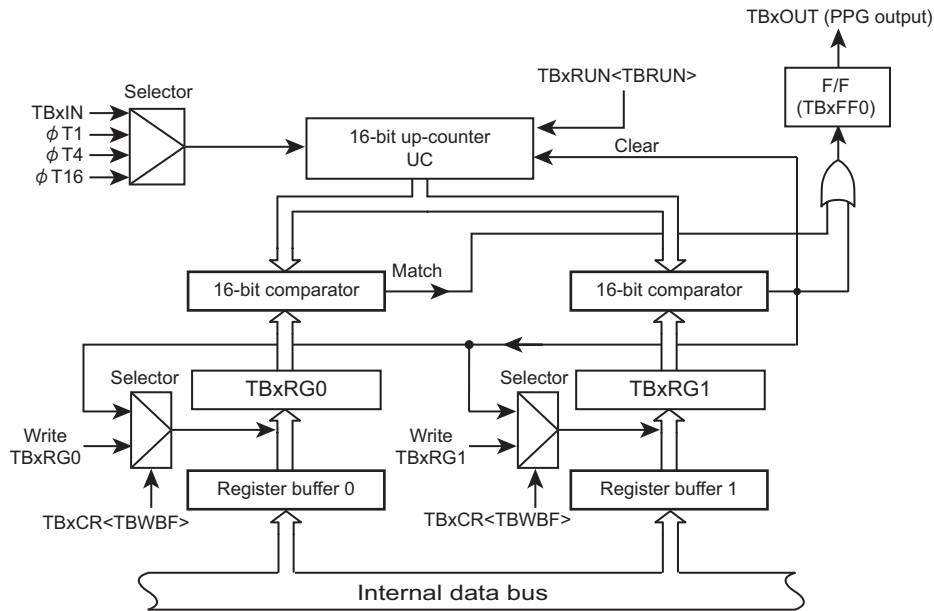 TBxOUT (PPG output)
F/F
(TBxFF0)
TBxRUN<TBRUN>
Selector
TBxIN
ϕT1
ϕT4
ϕT16
16-bit up-counter
UC
Clear
16-bit comparator
Match
16-bit comparator
Selector
TBxRG0
Selector
TBxRG1
Write
TBxRG0
Write
TBxRG1
Register buffer 0
Register buffer 1
TBxCR<TBWBF>
TBxCR<TBWBF>
Internal data bus